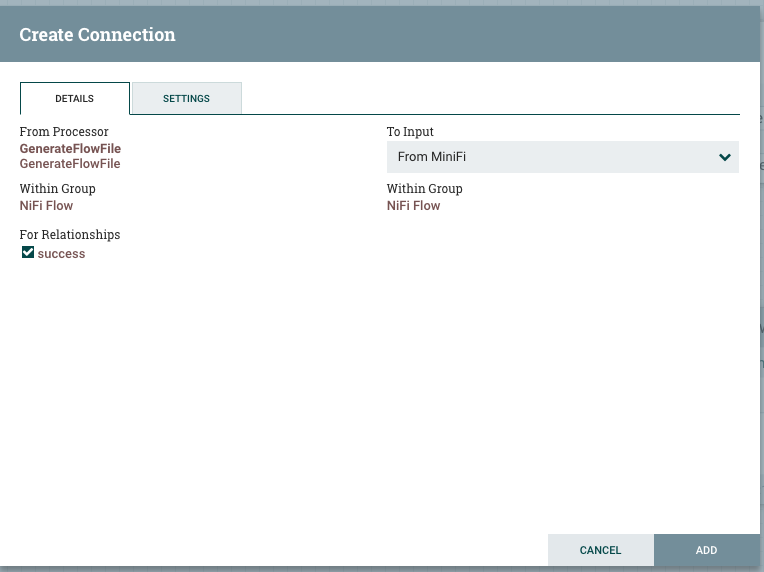 Create Connection
DETAILS
SETTINGS
From Processor
GenerateFlowFile
GenerateFlowFile
Within Group
NiFi Flow
For Relationships
success
To Input
From MiniFi
Within Group
NiFi Flow
CANCEL
ADD